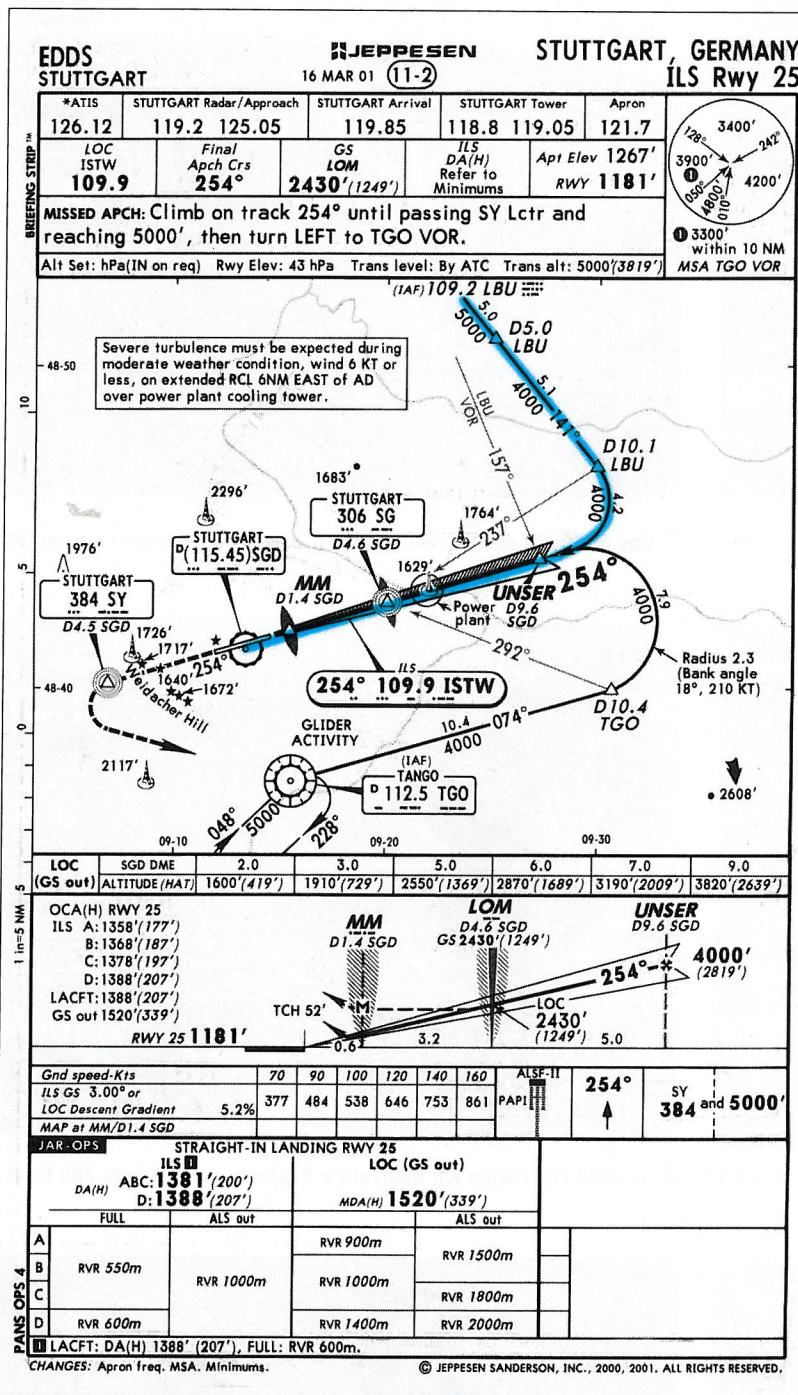 EDDS
STUTTGART
JEPPESEN
16 MAR 01 11-2
STUTTGART, GERMANY
ILS Rwy 25
BRIEFING STRIP™
*ATIS
126.12
STUTTGART Radar/Approach
119.2 125.05
STUTTGART Arrival
119.85
STUTTGART Tower
118.8 119.05
Apron
121.7
LOC
ISTW
109.9
Final
Apch Crs
254°
GS
LOM
2430'(1249')
ILS
DA(H)
Refer to
Minimums
Apt Elev 1267'
RWY 1181'
MISSED APCH: Climb on track 254° until passing SY Lctr and
reaching 5000', then turn LEFT to TGO VOR.
Alt Set: hPa(IN on req) Rwy Elev: 43 hPa Trans level: By ATC Trans alt: 5000'(3819')
3400'
128°
242°
3900'
1
4200'
050°
4800'
010°
1 3300'
within 10 NM
MSA TGO VOR
(IAF) 109.2 LBU
5.0
5000
D5.0
LBU
Severe turbulence must be expected during
moderate weather condition, wind 6 KT or
less, on extended RCL 6NM EAST of AD
over power plant cooling tower.
48-50
10
5.1
4000
141°
LBU
VOR
157°
D10.1
LBU
1683'
2296'
STUTTGART
306 SG
D4.6 SGD
1764'
237°
4000
4.2
STUTTGART
D(115.45)SGD
1976'
5
STUTTGART
384 SY
D4.5 SGD
MM
D1.4 SGD
1629'
UNSER
D9.6
SGD
254°
Power
plant
4000
7.9
1726'
1717'
254°
292°
1640'
1672'
Weidacher Hill
ILS
254° 109.9 ISTW
Radius 2.3
(Bank angle
18°, 210 KT)
48-40
D10.4
TGO
0
GLIDER
ACTIVITY
10.4
4000
074°
2117'
(IAF)
TANGO
D 112.5 TGO
2608'
048°
5000
228°
09-10
09-20
09-30
1 in=5 NM
5
LOC
(GS out)
SGD DME 2.0 3.0 5.0 6.0 7.0 9.0
ALTITUDE(HAT) 1600'(419') 1910'(729') 2550'(1369') 2870'(1689') 3190'(2009') 3820'(2639')
OCA(H) RWY 25
ILS A:1358'(177')
B:1368'(187')
C:1378'(197')
D:1388'(207')
LACFT:1388'(207')
GS out 1520'(339')
MM
D1.4 SGD
LOM
D4.6 SGD
GS 2430'(1249')
UNSER
D9.6 SGD
254°
4000'
(2819')
TCH 52'
M
LOC
2430'
(1249')
RWY 25 1181'
0.6
3.2
5.0
Gnd speed-Kts 70 90 100 120 140 160
ILS GS 3.00° or
LOC Descent Gradient 5.2% 377 484 538 646 753 861
MAP at MM/D1.4 SGD
ALSF-II
PAPI
254°
SY
384 and 5000'
JAR-OPS
STRAIGHT-IN LANDING RWY 25
ILS 1
DA(H)
ABC:1381'(200')
D:1388'(207')
LOC (GS out)
MDA(H) 1520'(339')
FULL
ALS out
ALS out
A
B
C
D
RVR 550m
RVR 600m
RVR 1000m
RVR 900m
RVR 1000m
RVR 1400m
RVR 1500m
RVR 1800m
RVR 2000m
PANS OPS 4
1 LACFT: DA(H) 1388' (207'), FULL: RVR 600m.
CHANGES: Apron freq. MSA. Minimums.
© JEPPESEN SANDERSON, INC., 2000, 2001. ALL RIGHTS RESERVED.